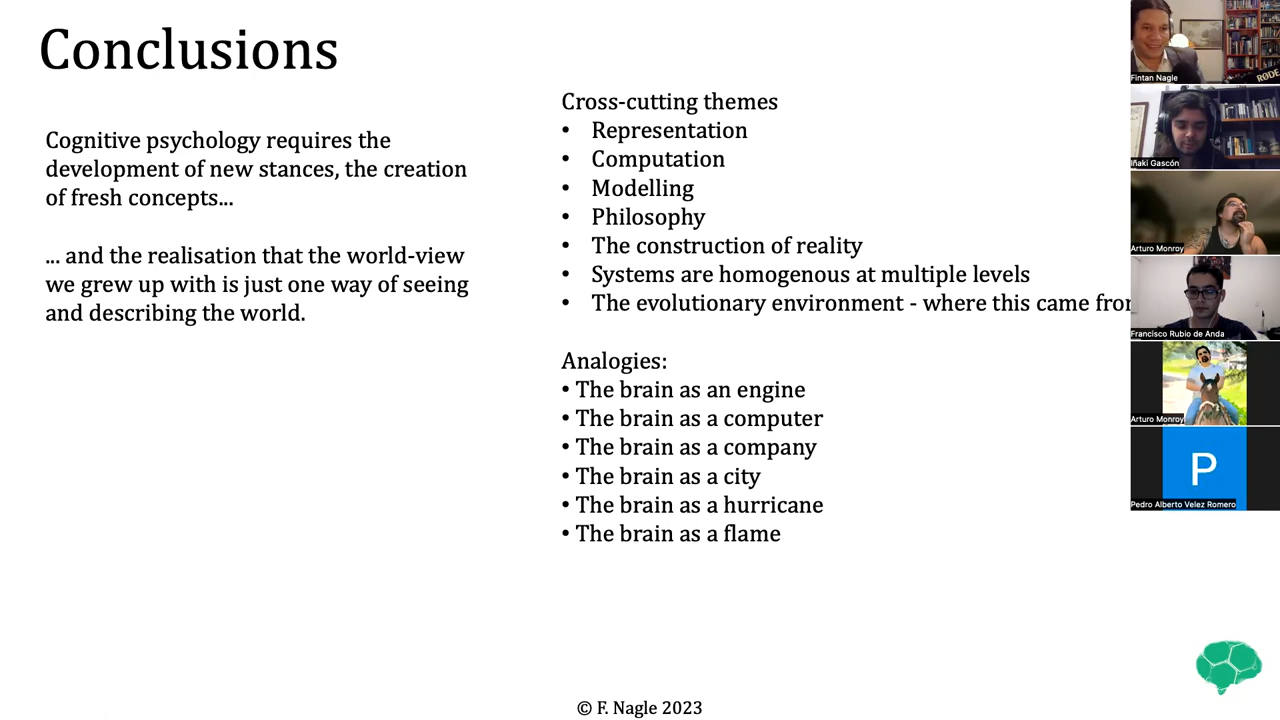 Conclusions
Cognitive psychology requires the
development of new stances, the creation
of fresh concepts...
... and the realisation that the world-view
we grew up with is just one way of seeing
and describing the world.
Cross-cutting themes
• Representation
• Computation
• Modelling
• Philosophy
• The construction of reality
• Systems are homogenous at multiple levels
• The evolutionary environment - where this came fro
Analogies:
• The brain as an engine
• The brain as a computer
• The brain as a company
• The brain as a city
• The brain as a hurricane
• The brain as a flame
© F. Nagle 2023
RØDE
Fintan Nagle
Iñaki Gascón
Arturo Monroy
Francisco Rubio de Anda
Arturo Monroy
P
Pedro Alberto Velez Romero